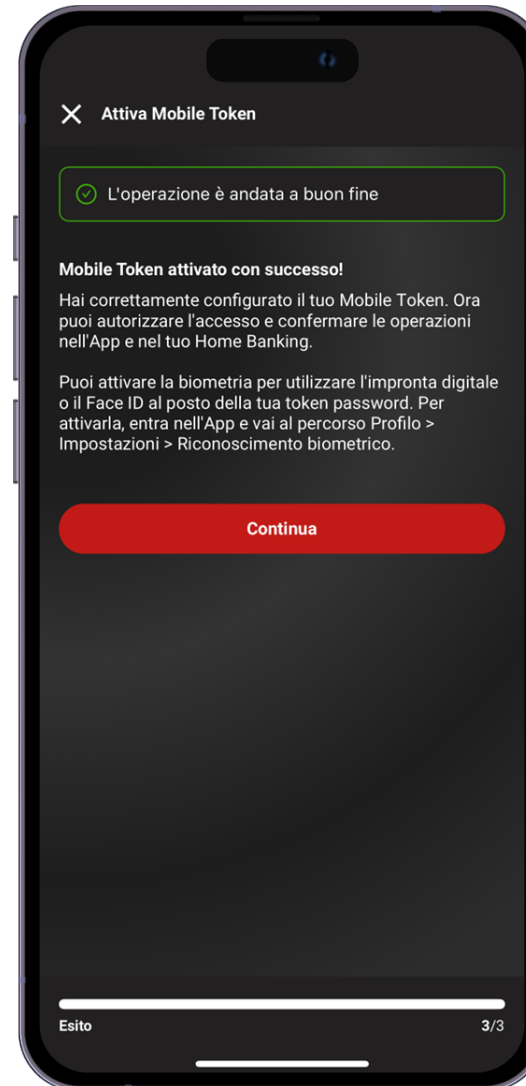 Attiva Mobile Token
L'operazione è andata a buon fine
Mobile Token attivato con successo!
Hai correttamente configurato il tuo Mobile Token. Ora
puoi autorizzare l'accesso e confermare le operazioni
nell'App e nel tuo Home Banking.
Puoi attivare la biometria per utilizzare l'impronta digitale
o il Face ID al posto della tua token password. Per
attivarla, entra nell'App e vai al percorso Profilo >
Impostazioni > Riconoscimento biometrico.
Continua
Esito 3/3